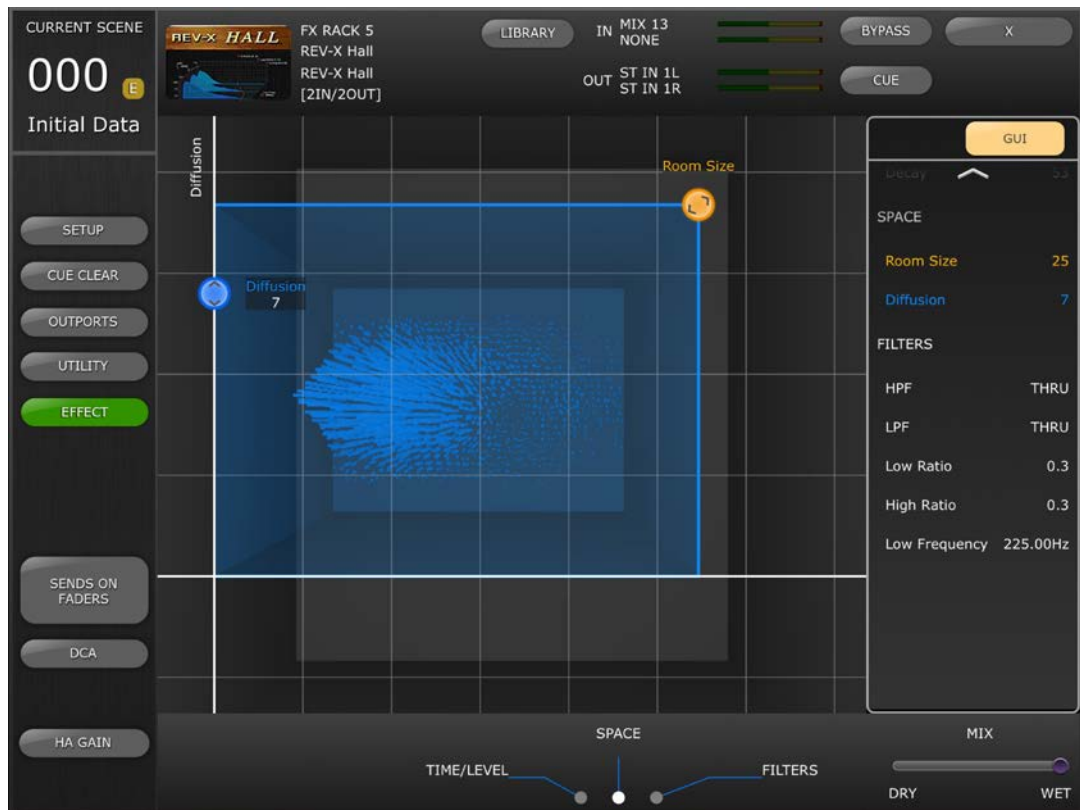 CURRENT SCENE
000 E
Initial Data
REV-X HALL
FX RACK 5
REV-X Hall
REV-X Hall
[2IN/2OUT]
LIBRARY
IN MIX 13
NONE
OUT ST IN 1L
ST IN 1R
BYPASS
X
CUE
SETUP
CUE CLEAR
OUTPORTS
UTILITY
EFFECT
SENDS ON
FADERS
DCA
HA GAIN
Diffusion
Room Size
Diffusion
7
GUI
Decay 53
SPACE
Room Size 25
Diffusion 7
FILTERS
HPF THRU
LPF THRU
Low Ratio 0.3
High Ratio 0.3
Low Frequency 225.00Hz
SPACE
TIME/LEVEL
FILTERS
MIX
DRY WET